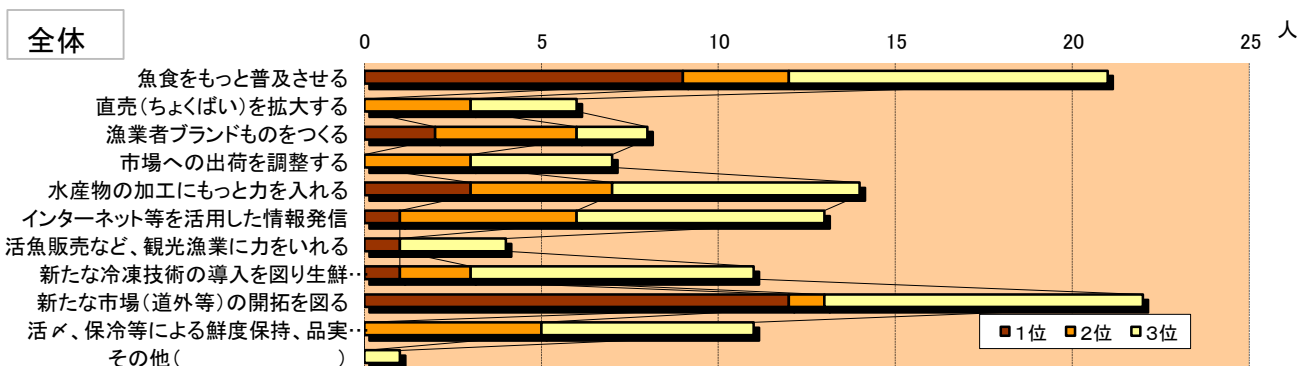 全体
0 5 10 15 20 25 人
魚食をもっと普及させる
直売(ちょくばい)を拡大する
漁業者ブランドものをつくる
市場への出荷を調整する
水産物の加工にもっと力を入れる
インターネット等を活用した情報発信
活魚販売など、観光漁業に力をいれる
新たな冷凍技術の導入を図り生鮮…
新たな市場(道外等)の開拓を図る
活〆、保冷等による鮮度保持、品実…
その他( )
1位 2位 3位